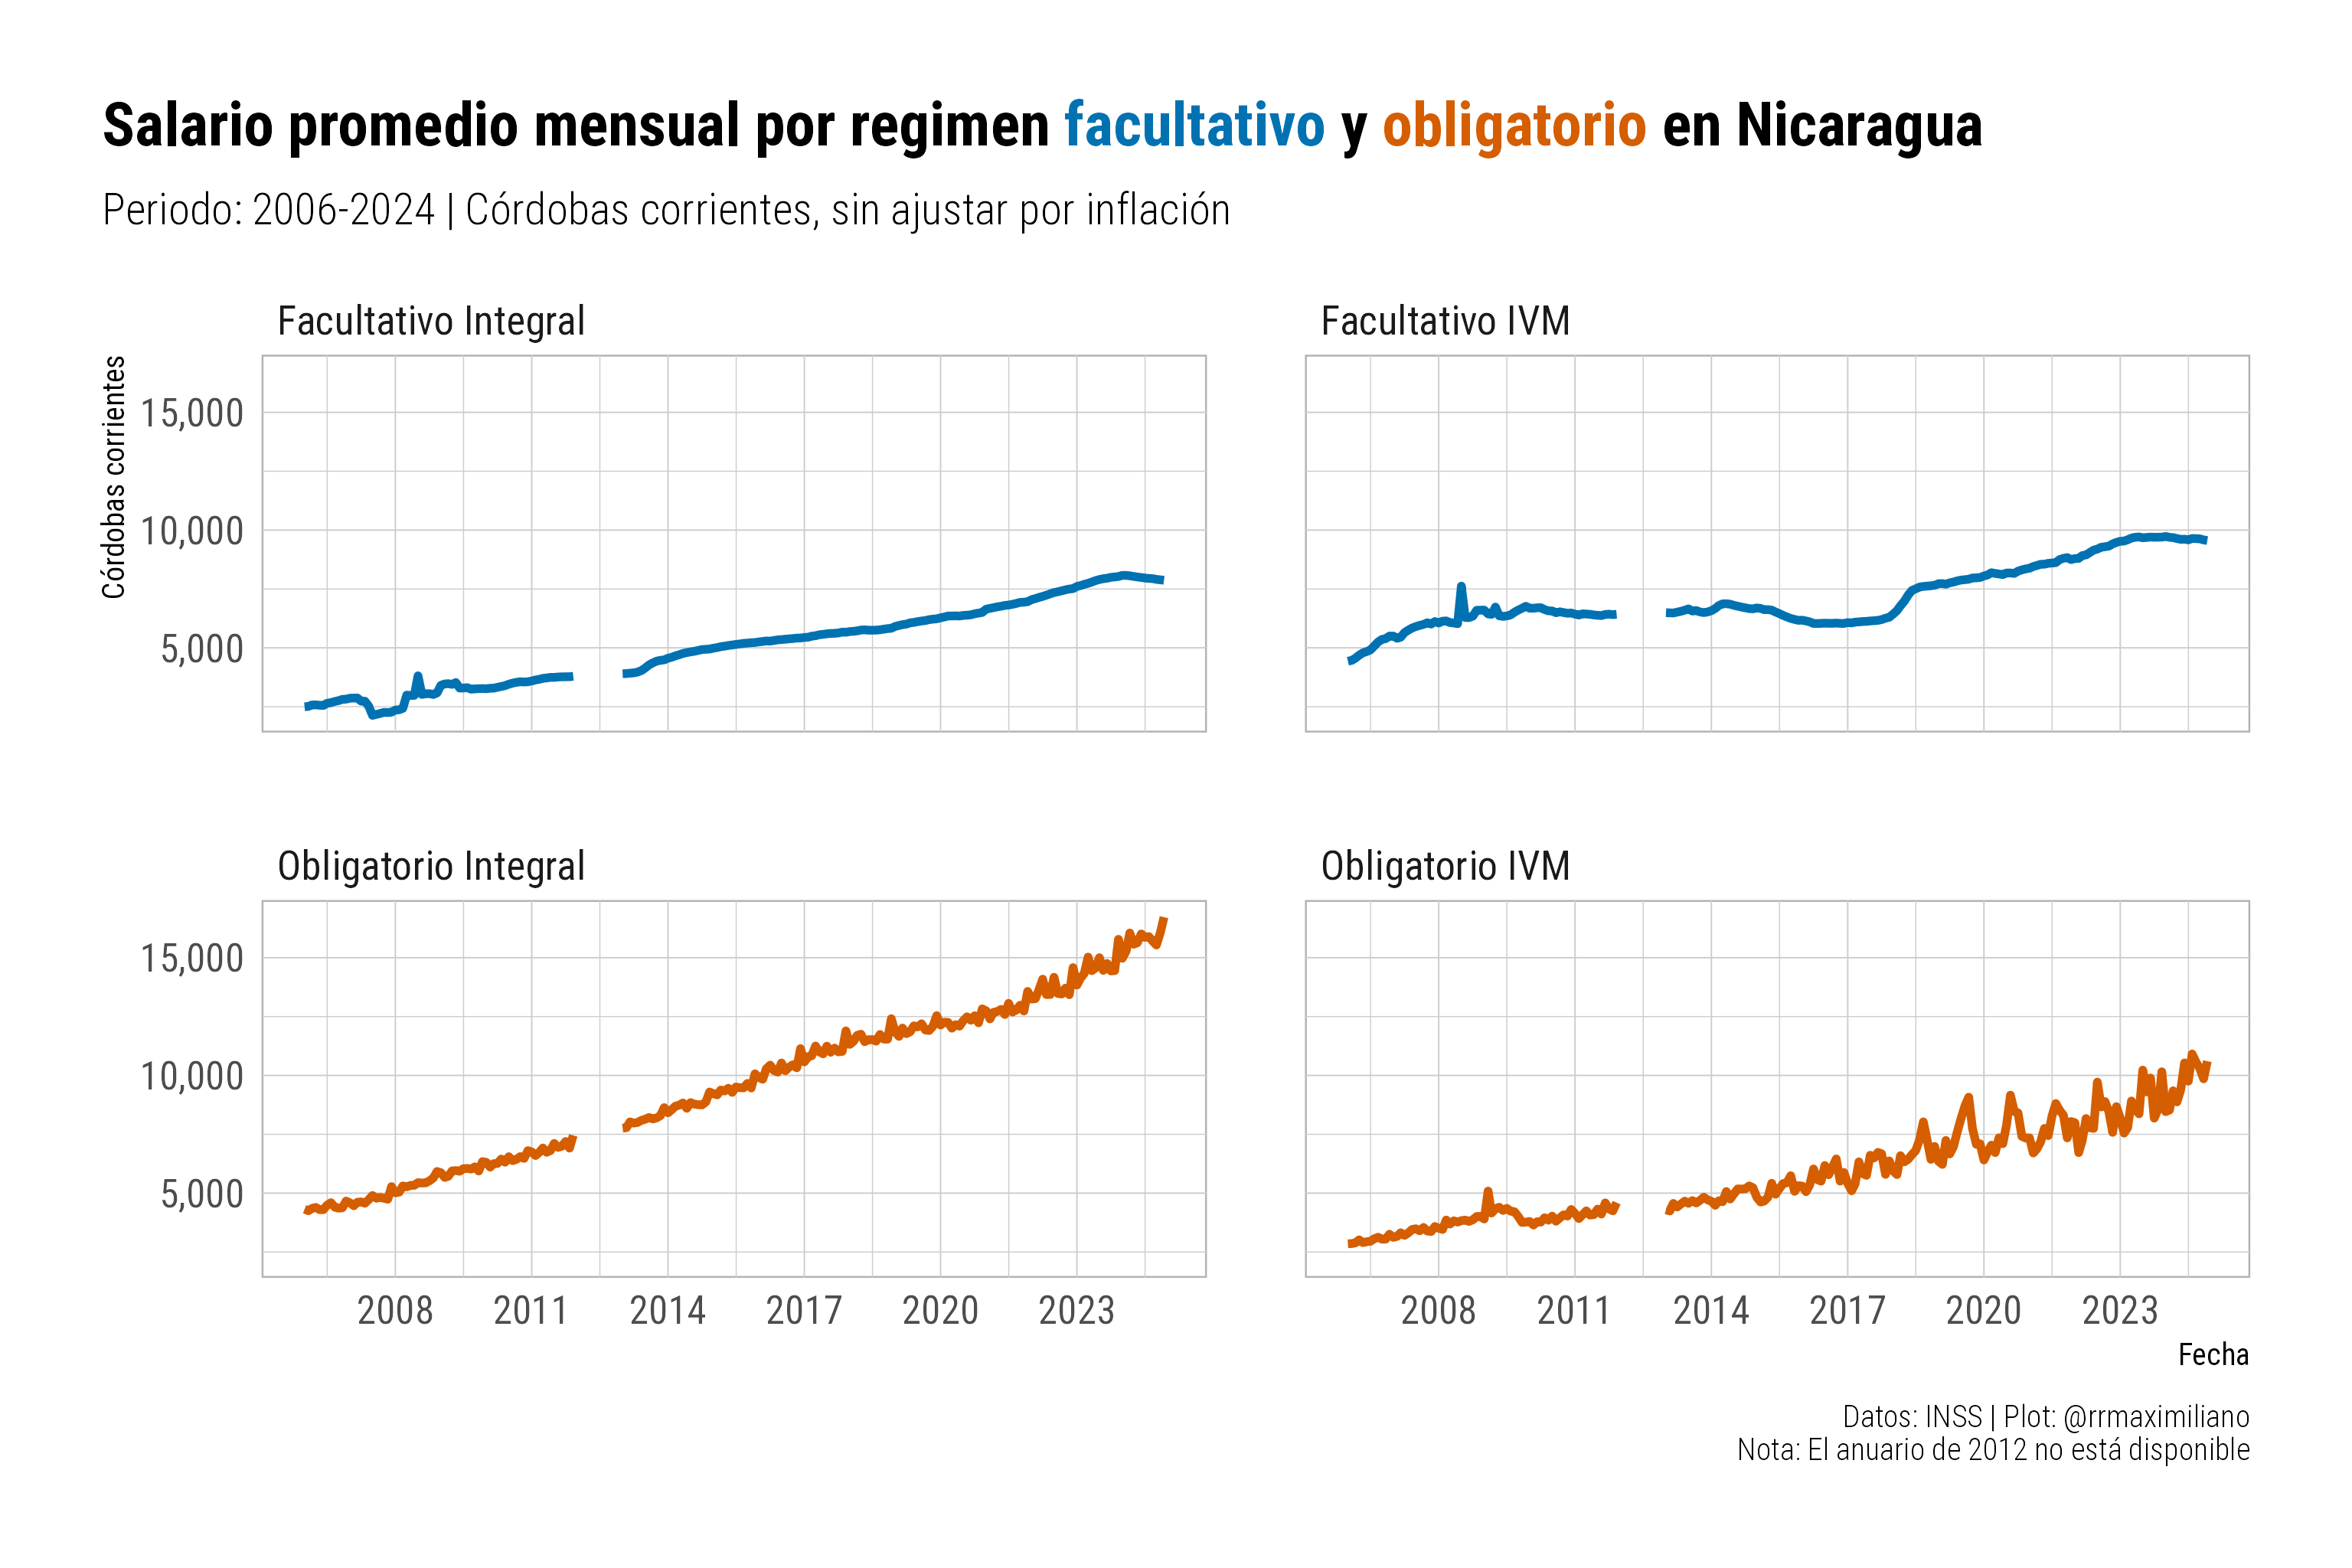 Salario promedio mensual por regimen facultativo y obligatorio en Nicaragua
Periodo: 2006-2024 | Córdobas corrientes, sin ajustar por inflación
Facultativo Integral
Facultativo IVM
Córdobas corrientes
15,000
10,000
5,000
Obligatorio Integral
Obligatorio IVM
15,000
10,000
5,000
2008 2011 2014 2017 2020 2023
2008 2011 2014 2017 2020 2023
Fecha
Datos: INSS | Plot: @rrmaximiliano
Nota: El anuario de 2012 no está disponible